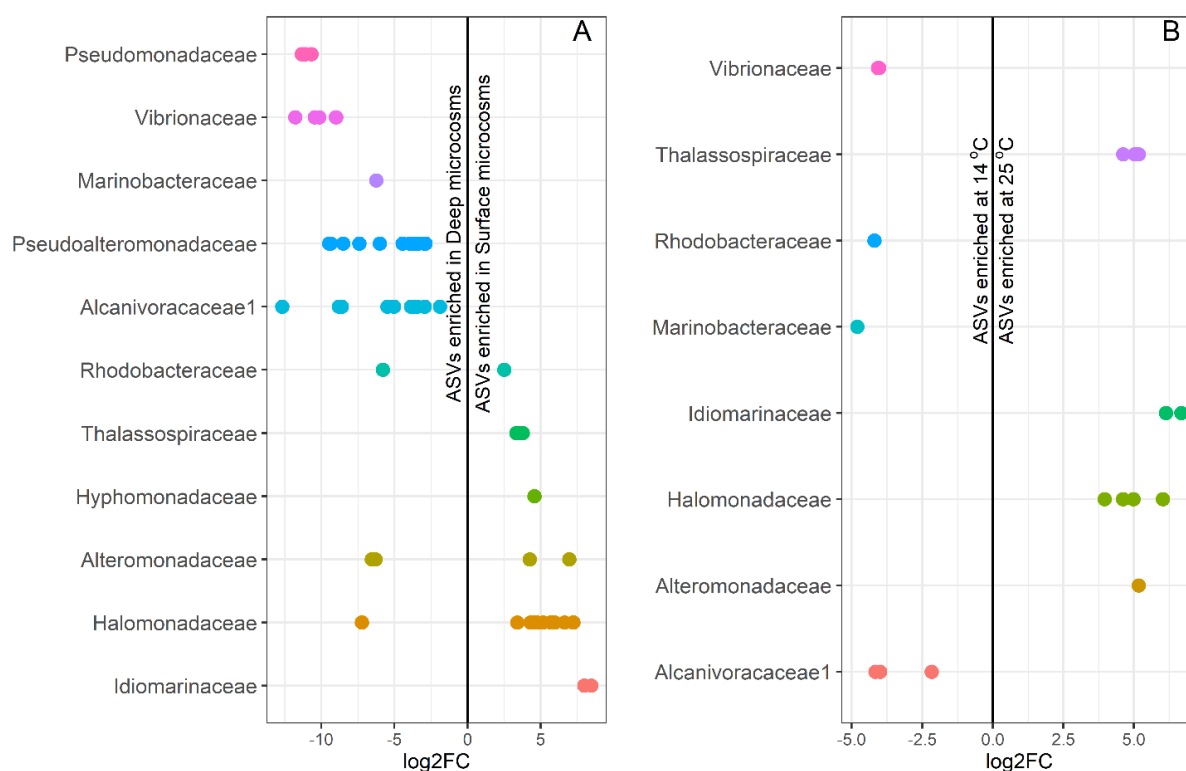 A
Pseudomonadaceae
Vibrionaceae
Marinobacteraceae
Pseudoalteromonadaceae
Alcanivoracaceae1
Rhodobacteraceae
Thalassospiraceae
Hyphomonadaceae
Alteromonadaceae
Halomonadaceae
Idiomarinaceae
ASVs enriched in Deep microcosms
ASVs enriched in Surface microcosms
-10 -5 0 5
log2FC
B
Vibrionaceae
Thalassospiraceae
Rhodobacteraceae
Marinobacteraceae
Idiomarinaceae
Halomonadaceae
Alteromonadaceae
Alcanivoracaceae1
ASVs enriched at 14 °C
ASVs enriched at 25 °C
-5.0 -2.5 0.0 2.5 5.0
log2FC